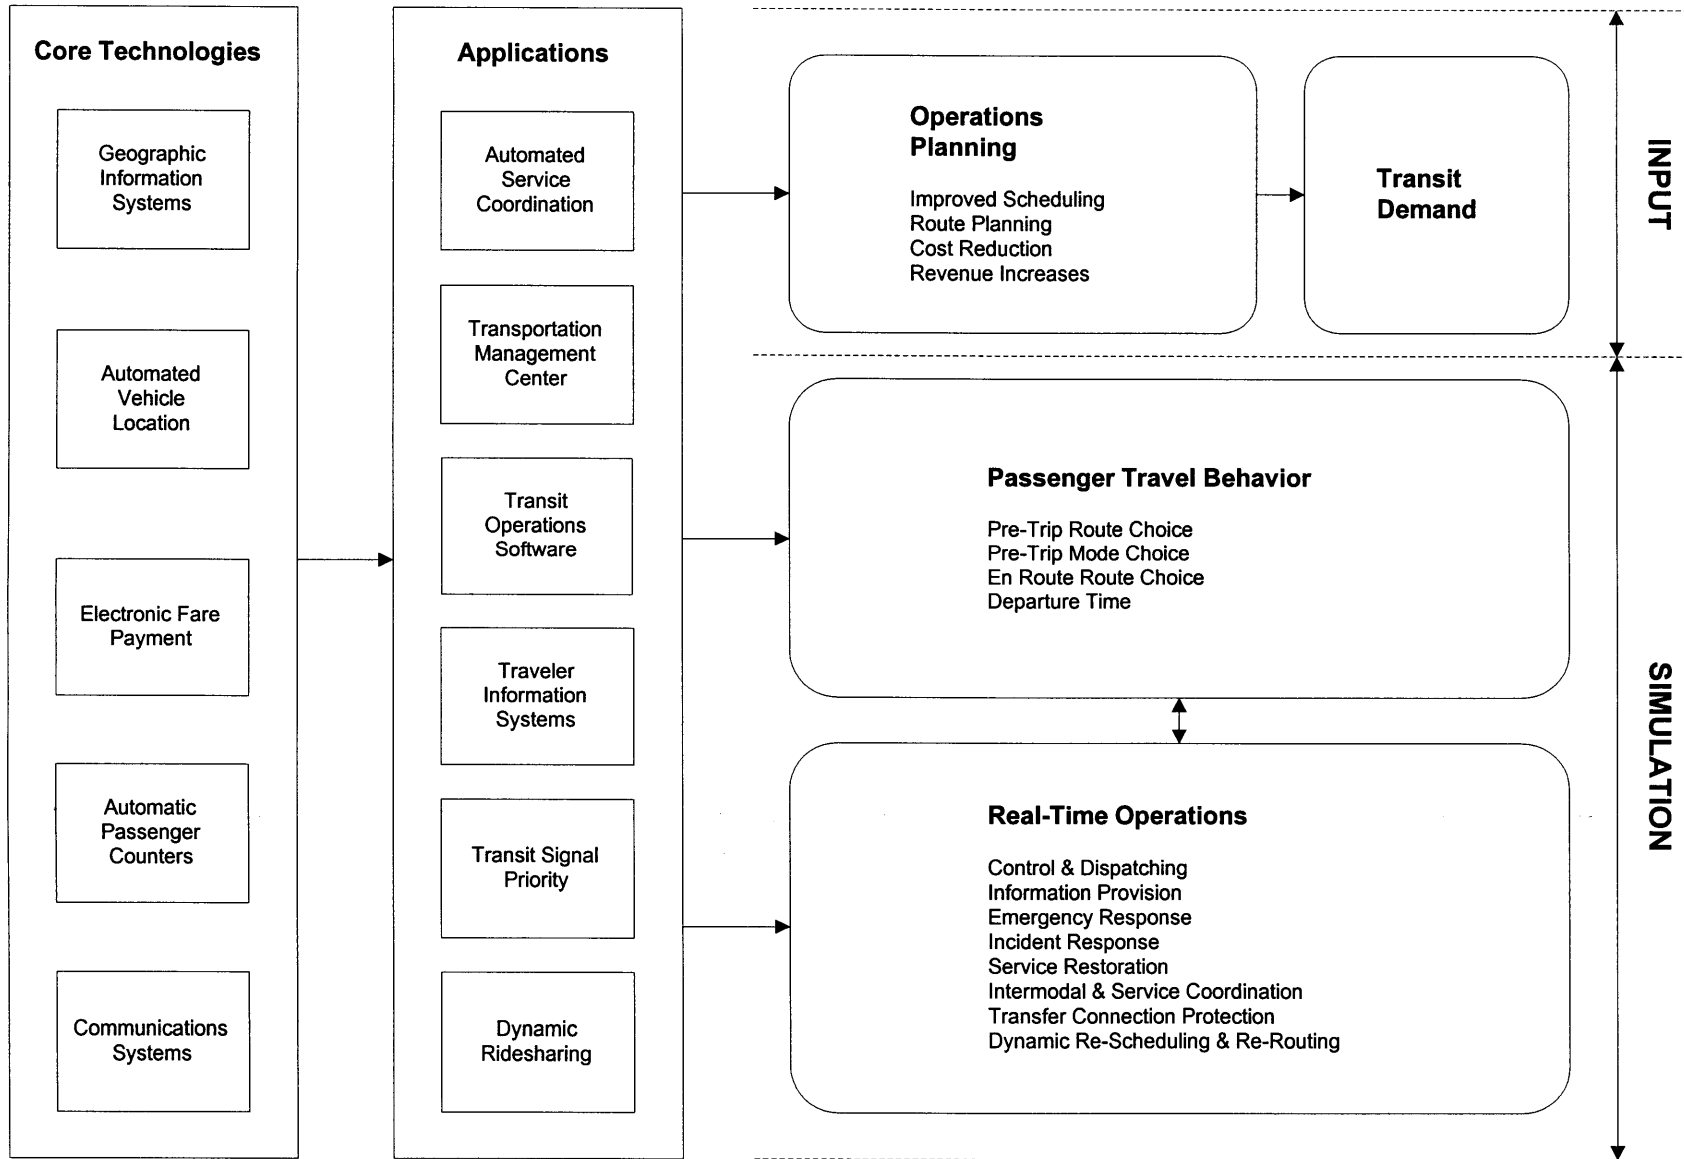 Core Technologies
Geographic
Information
Systems
Automated
Vehicle
Location
Electronic Fare
Payment
Automatic
Passenger
Counters
Communications
Systems
Applications
Automated
Service
Coordination
Transportation
Management
Center
Transit
Operations
Software
Traveler
Information
Systems
Transit Signal
Priority
Dynamic
Ridesharing
Operations
Planning
Improved Scheduling
Route Planning
Cost Reduction
Revenue Increases
Transit
Demand
INPUT
Passenger Travel Behavior
Pre-Trip Route Choice
Pre-Trip Mode Choice
En Route Route Choice
Departure Time
Real-Time Operations
Control & Dispatching
Information Provision
Emergency Response
Incident Response
Service Restoration
Intermodal & Service Coordination
Transfer Connection Protection
Dynamic Re-Scheduling & Re-Routing
SIMULATION